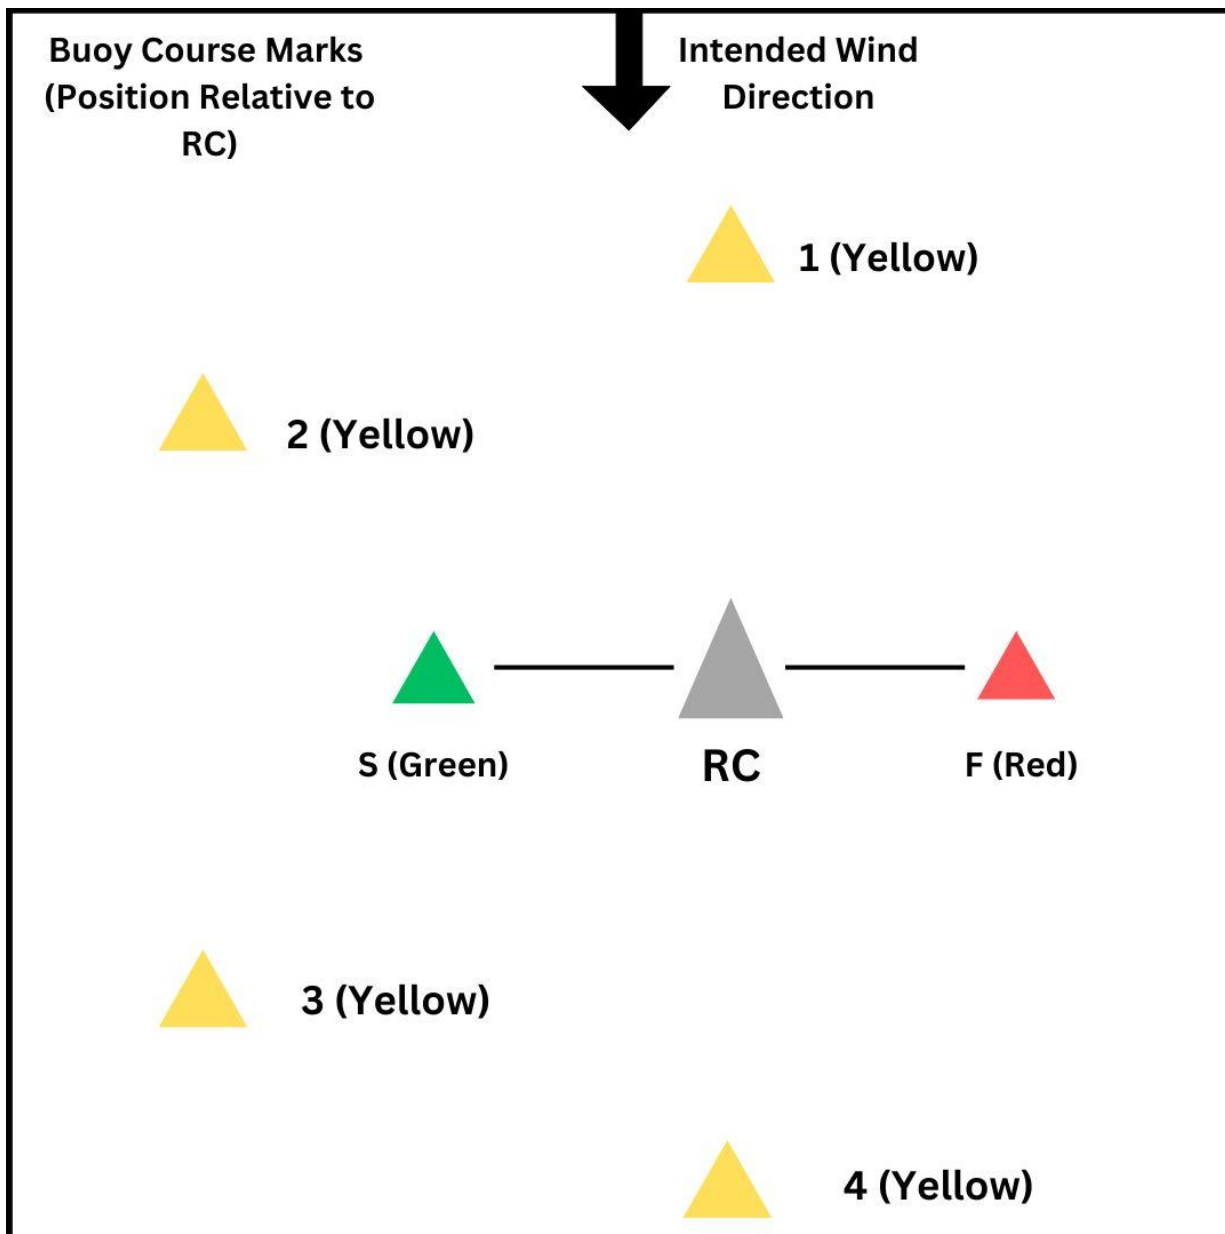 Buoy Course Marks
(Position Relative to
RC)
Intended Wind
Direction
1 (Yellow)
2 (Yellow)
S (Green)
RC
F (Red)
3 (Yellow)
4 (Yellow)